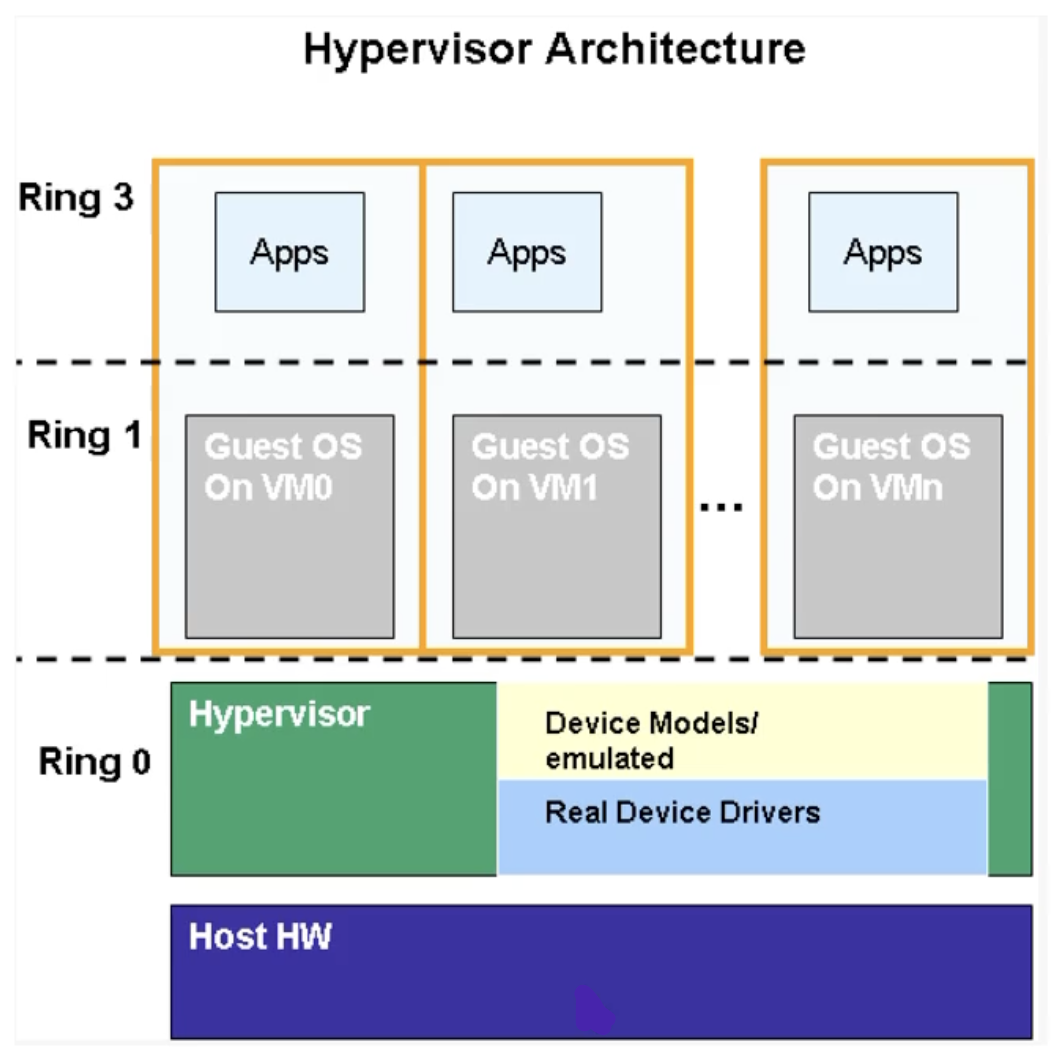 Hypervisor Architecture
Ring 3
Apps
Apps
Apps
Ring 1
Guest OS
On VM0
Guest OS
On VM1
...
Guest OS
On VMn
Ring 0
Hypervisor
Device Models/
emulated
Real Device Drivers
Host HW